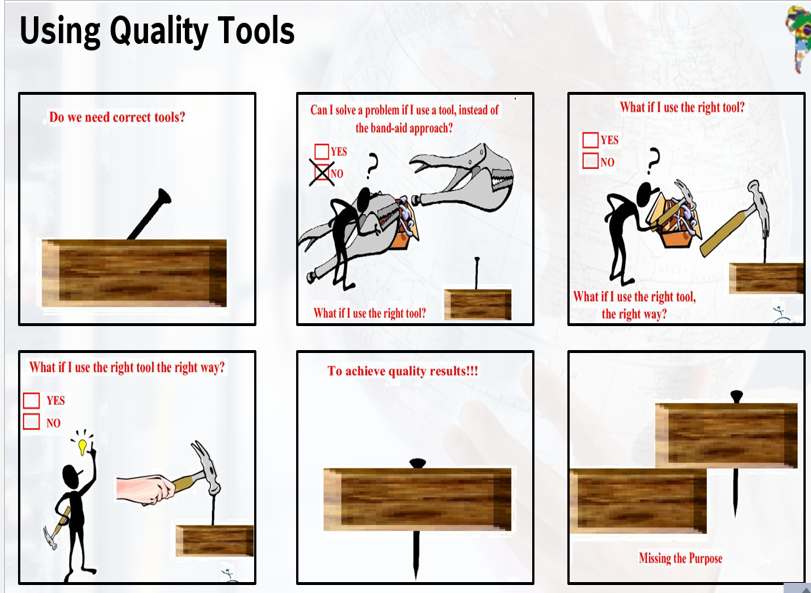 Using Quality Tools
Do we need correct tools?
Can I solve a problem if I use a tool, instead of
the band-aid approach?
YES
NO
What if I use the right tool?
What if I use the right tool?
YES
NO
What if I use the right tool,
the right way?
What if I use the right tool the right way?
YES
NO
To achieve quality results!!!
Missing the Purpose